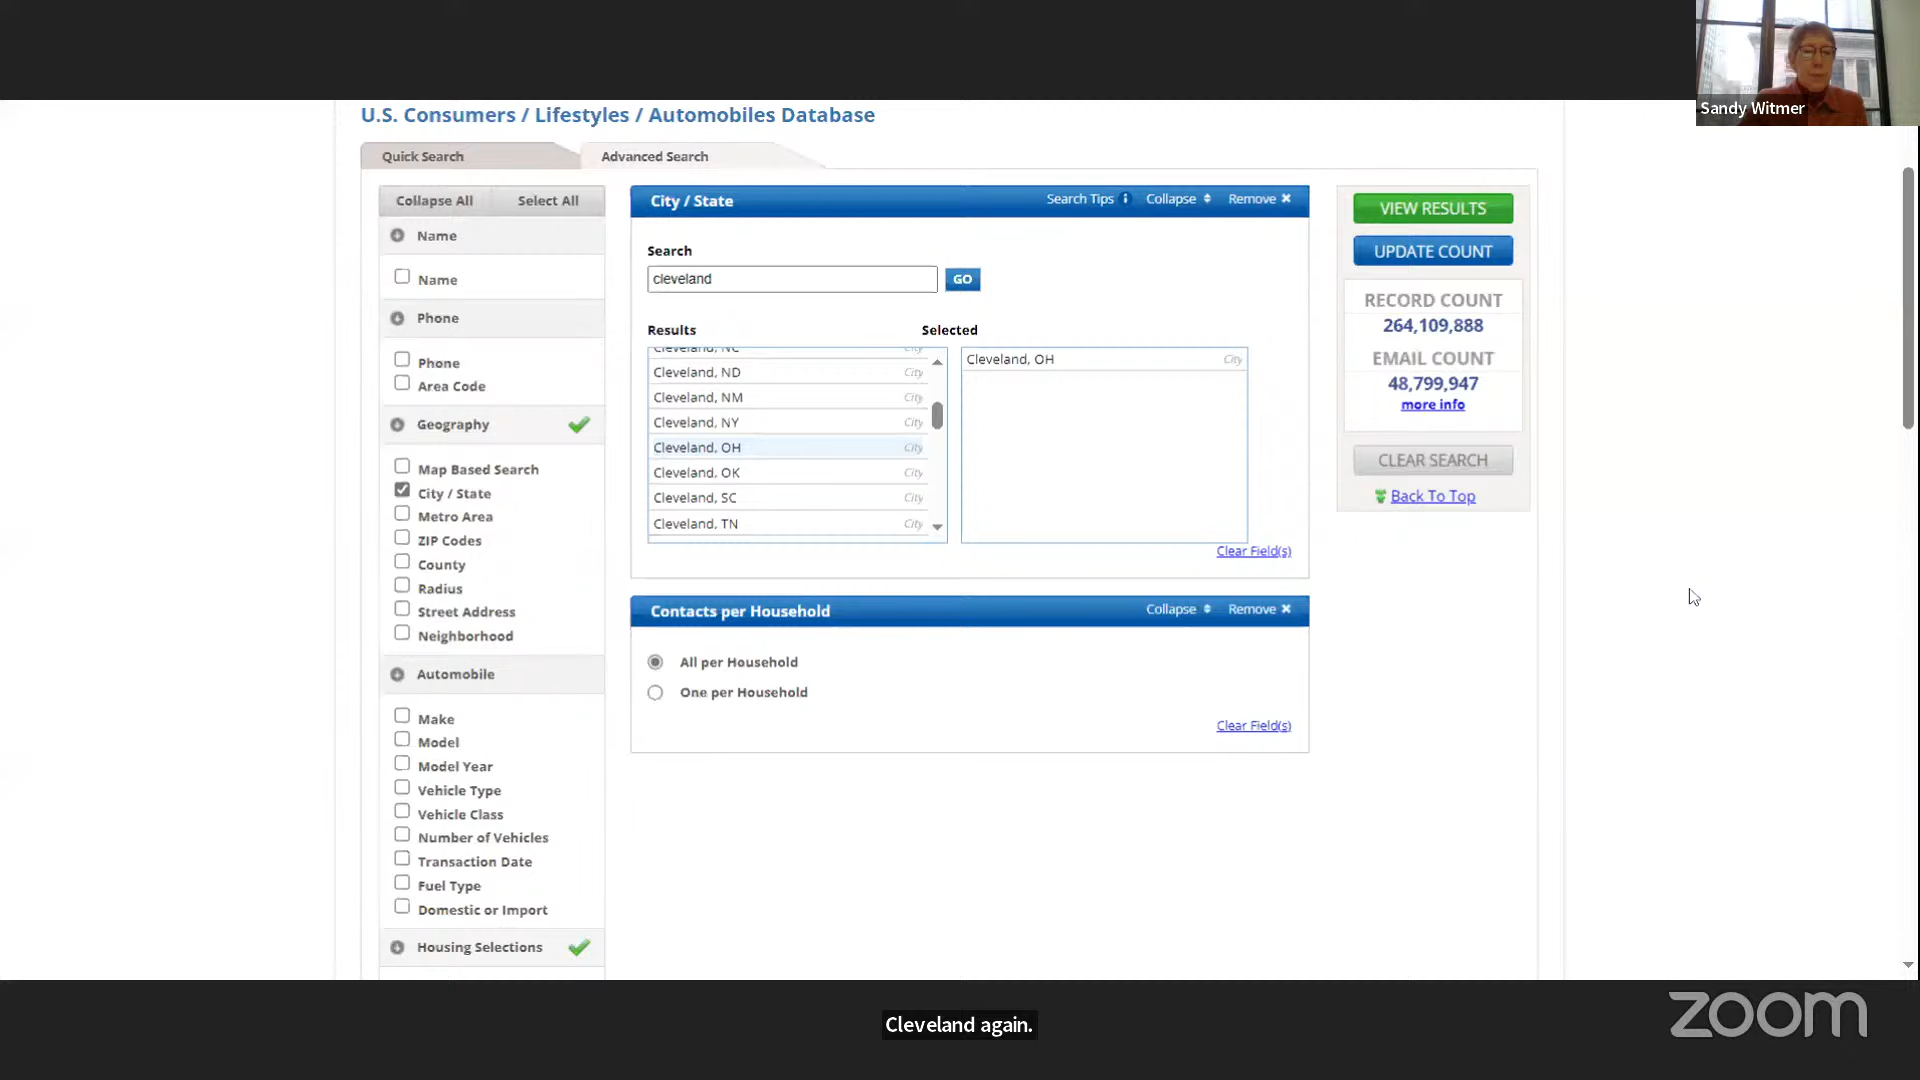 Sandy Witmer
U.S. Consumers / Lifestyles / Automobiles Database
Quick Search
Advanced Search
Collapse All
Select All
Name
Name
Phone
Phone
Area Code
Geography
Map Based Search
City / State
Metro Area
ZIP Codes
County
Radius
Street Address
Neighborhood
Automobile
Make
Model
Model Year
Vehicle Type
Vehicle Class
Number of Vehicles
Transaction Date
Fuel Type
Domestic or Import
Housing Selections
City / State
Search Tips
Collapse
Remove
Search
cleveland
GO
Results
Cleveland, NC City
Cleveland, ND City
Cleveland, NM City
Cleveland, NY City
Cleveland, OH City
Cleveland, OK City
Cleveland, SC City
Cleveland, TN City
Selected
Cleveland, OH City
Clear Field(s)
Contacts per Household
Collapse
Remove
All per Household
One per Household
Clear Field(s)
VIEW RESULTS
UPDATE COUNT
RECORD COUNT
264,109,888
EMAIL COUNT
48,799,947
more info
CLEAR SEARCH
Back To Top
Cleveland again.
zoom